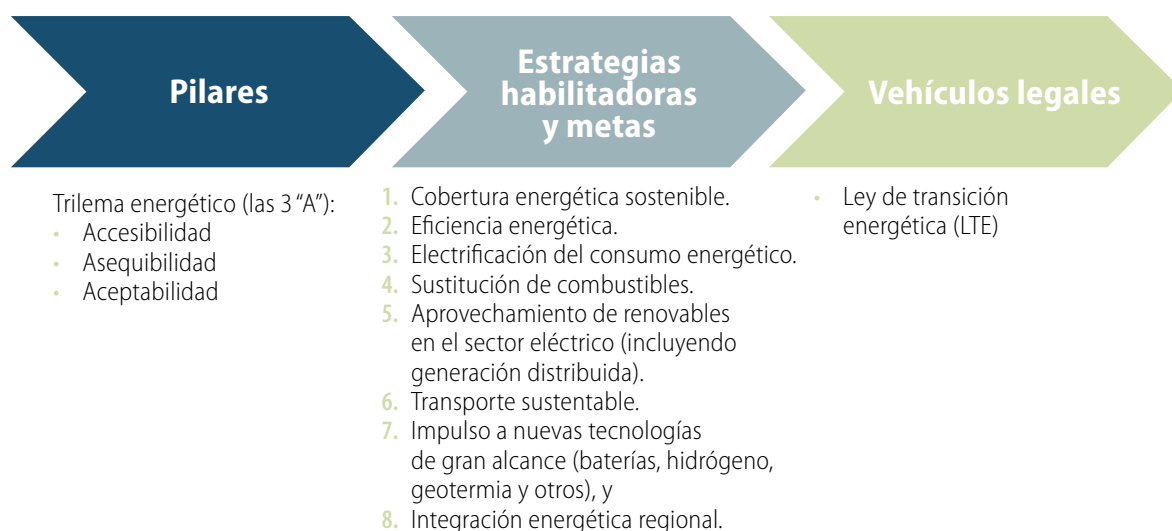 Pilares
Estrategias
habilitadoras
y metas
Vehículos legales
Trilema energético (las 3 “A”):
• Accesibilidad
• Asequibilidad
• Aceptabilidad
1. Cobertura energética sostenible.
2. Eficiencia energética.
3. Electrificación del consumo energético.
4. Sustitución de combustibles.
5. Aprovechamiento de renovables
en el sector eléctrico (incluyendo
generación distribuida).
6. Transporte sustentable.
7. Impulso a nuevas tecnologías
de gran alcance (baterías, hidrógeno,
geotermia y otros), y
8. Integración energética regional.
• Ley de transición
energética (LTE)